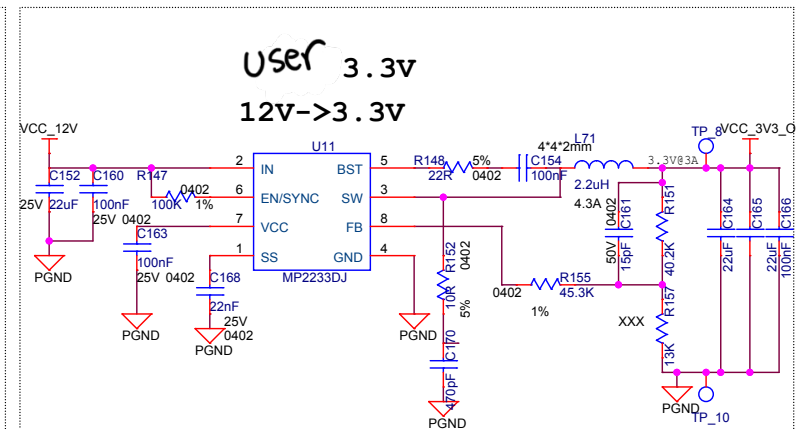 user 3.3V
12V->3.3V
VCC_12V
U11
4*4*2mm
L71
TP_8
VCC_3V3_O
2
IN
BST
5
R148
5%
C154
22R
0402
100nF
2.2uH
4.3A
3.3V@3A
C152
C160
R147
25V
22uF
100nF
25V 0402
0402
100K
1%
6
EN/SYNC
SW
3
7
VCC
FB
8
1
SS
GND
4
MP2233DJ
C163
100nF
25V 0402
C168
22nF
25V
0402
PGND
PGND
PGND
PGND
R152
0402
10R
5%
C170
470pF
PGND
C161
0402
50V
15pF
R151
40.2K
R155
45.3K
0402
1%
R157
XXX
13K
C164
22uF
C165
22uF
C166
100nF
PGND
TP_10